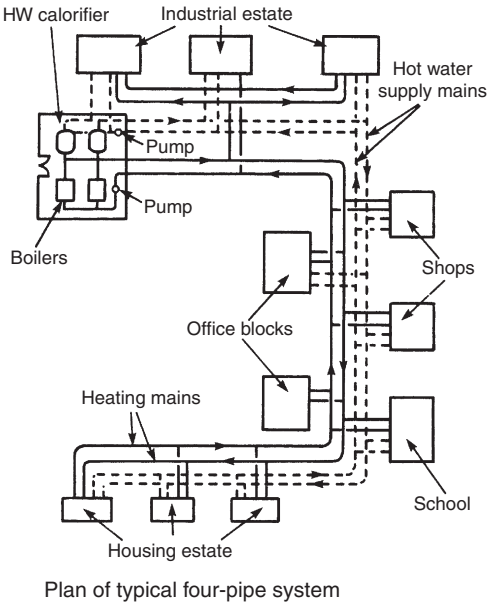 HW calorifier
Industrial estate
Hot water
supply mains
Pump
Pump
Boilers
Shops
Office blocks
Heating mains
School
Housing estate
Plan of typical four-pipe system